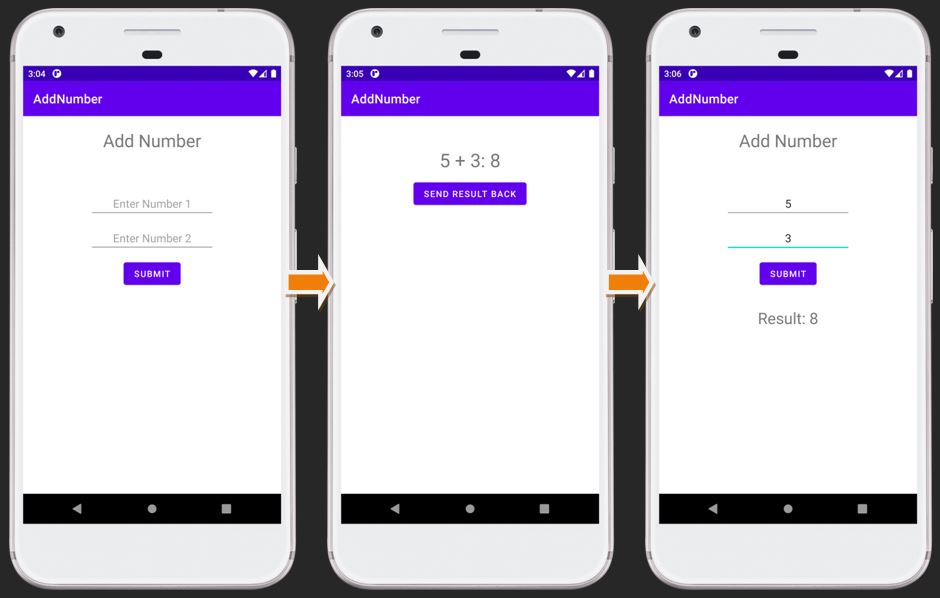 3:04
AddNumber
Add Number
Enter Number 1
Enter Number 2
SUBMIT
3:05
AddNumber
5 + 3: 8
SEND RESULT BACK
3:06
AddNumber
Add Number
5
3
SUBMIT
Result: 8